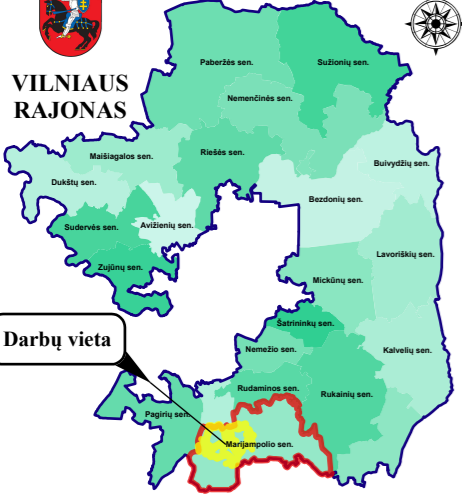 VILNIAUS
RAJONAS
Paberžės sen.
Sužionių sen.
Nemenčinės sen.
Maišiagalos sen.
Riešės sen.
Buivydžių sen.
Dukštų sen.
Bezdonių sen.
Sudervės sen.
Avižienių sen.
Lavoriškių sen.
Zujūnų sen.
Mickūnų sen.
Šatrininkų sen.
Darbų vieta
Nemėžio sen.
Kalvelių sen.
Rudaminos sen.
Rukainių sen.
Pagirių sen.
Marijampolio sen.